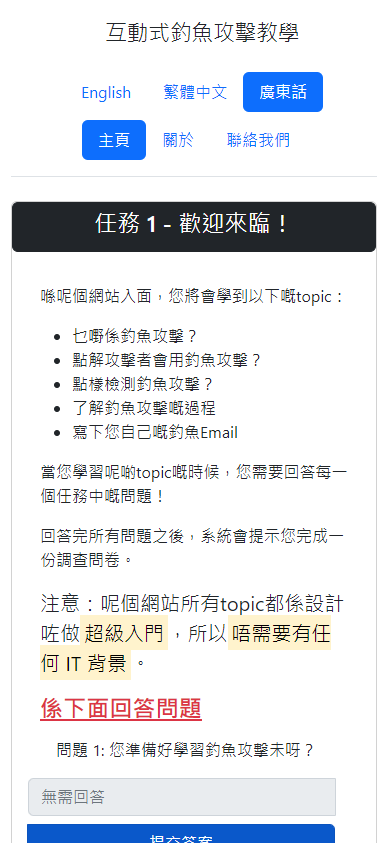 互動式釣魚攻擊教學
English 繁體中文 廣東話
主頁 關於 聯絡我們
任務 1 - 歡迎來臨！
喺呢個網站入面，您將會學到以下嘅topic：
乜嘢係釣魚攻擊？
點解攻擊者會用釣魚攻擊？
點樣檢測釣魚攻擊？
了解釣魚攻擊嘅過程
寫下您自己嘅釣魚Email
當您學習呢啲topic嘅時候，您需要回答每一
個任務中嘅問題！
回答完所有問題之後，系統會提示您完成一
份調查問卷。
注意：呢個網站所有topic都係設計
咗做 超級入門 ，所以 唔需要有任
何 IT 背景 。
係下面回答問題
問題 1: 您準備好學習釣魚攻擊未呀？
無需回答
提交答案